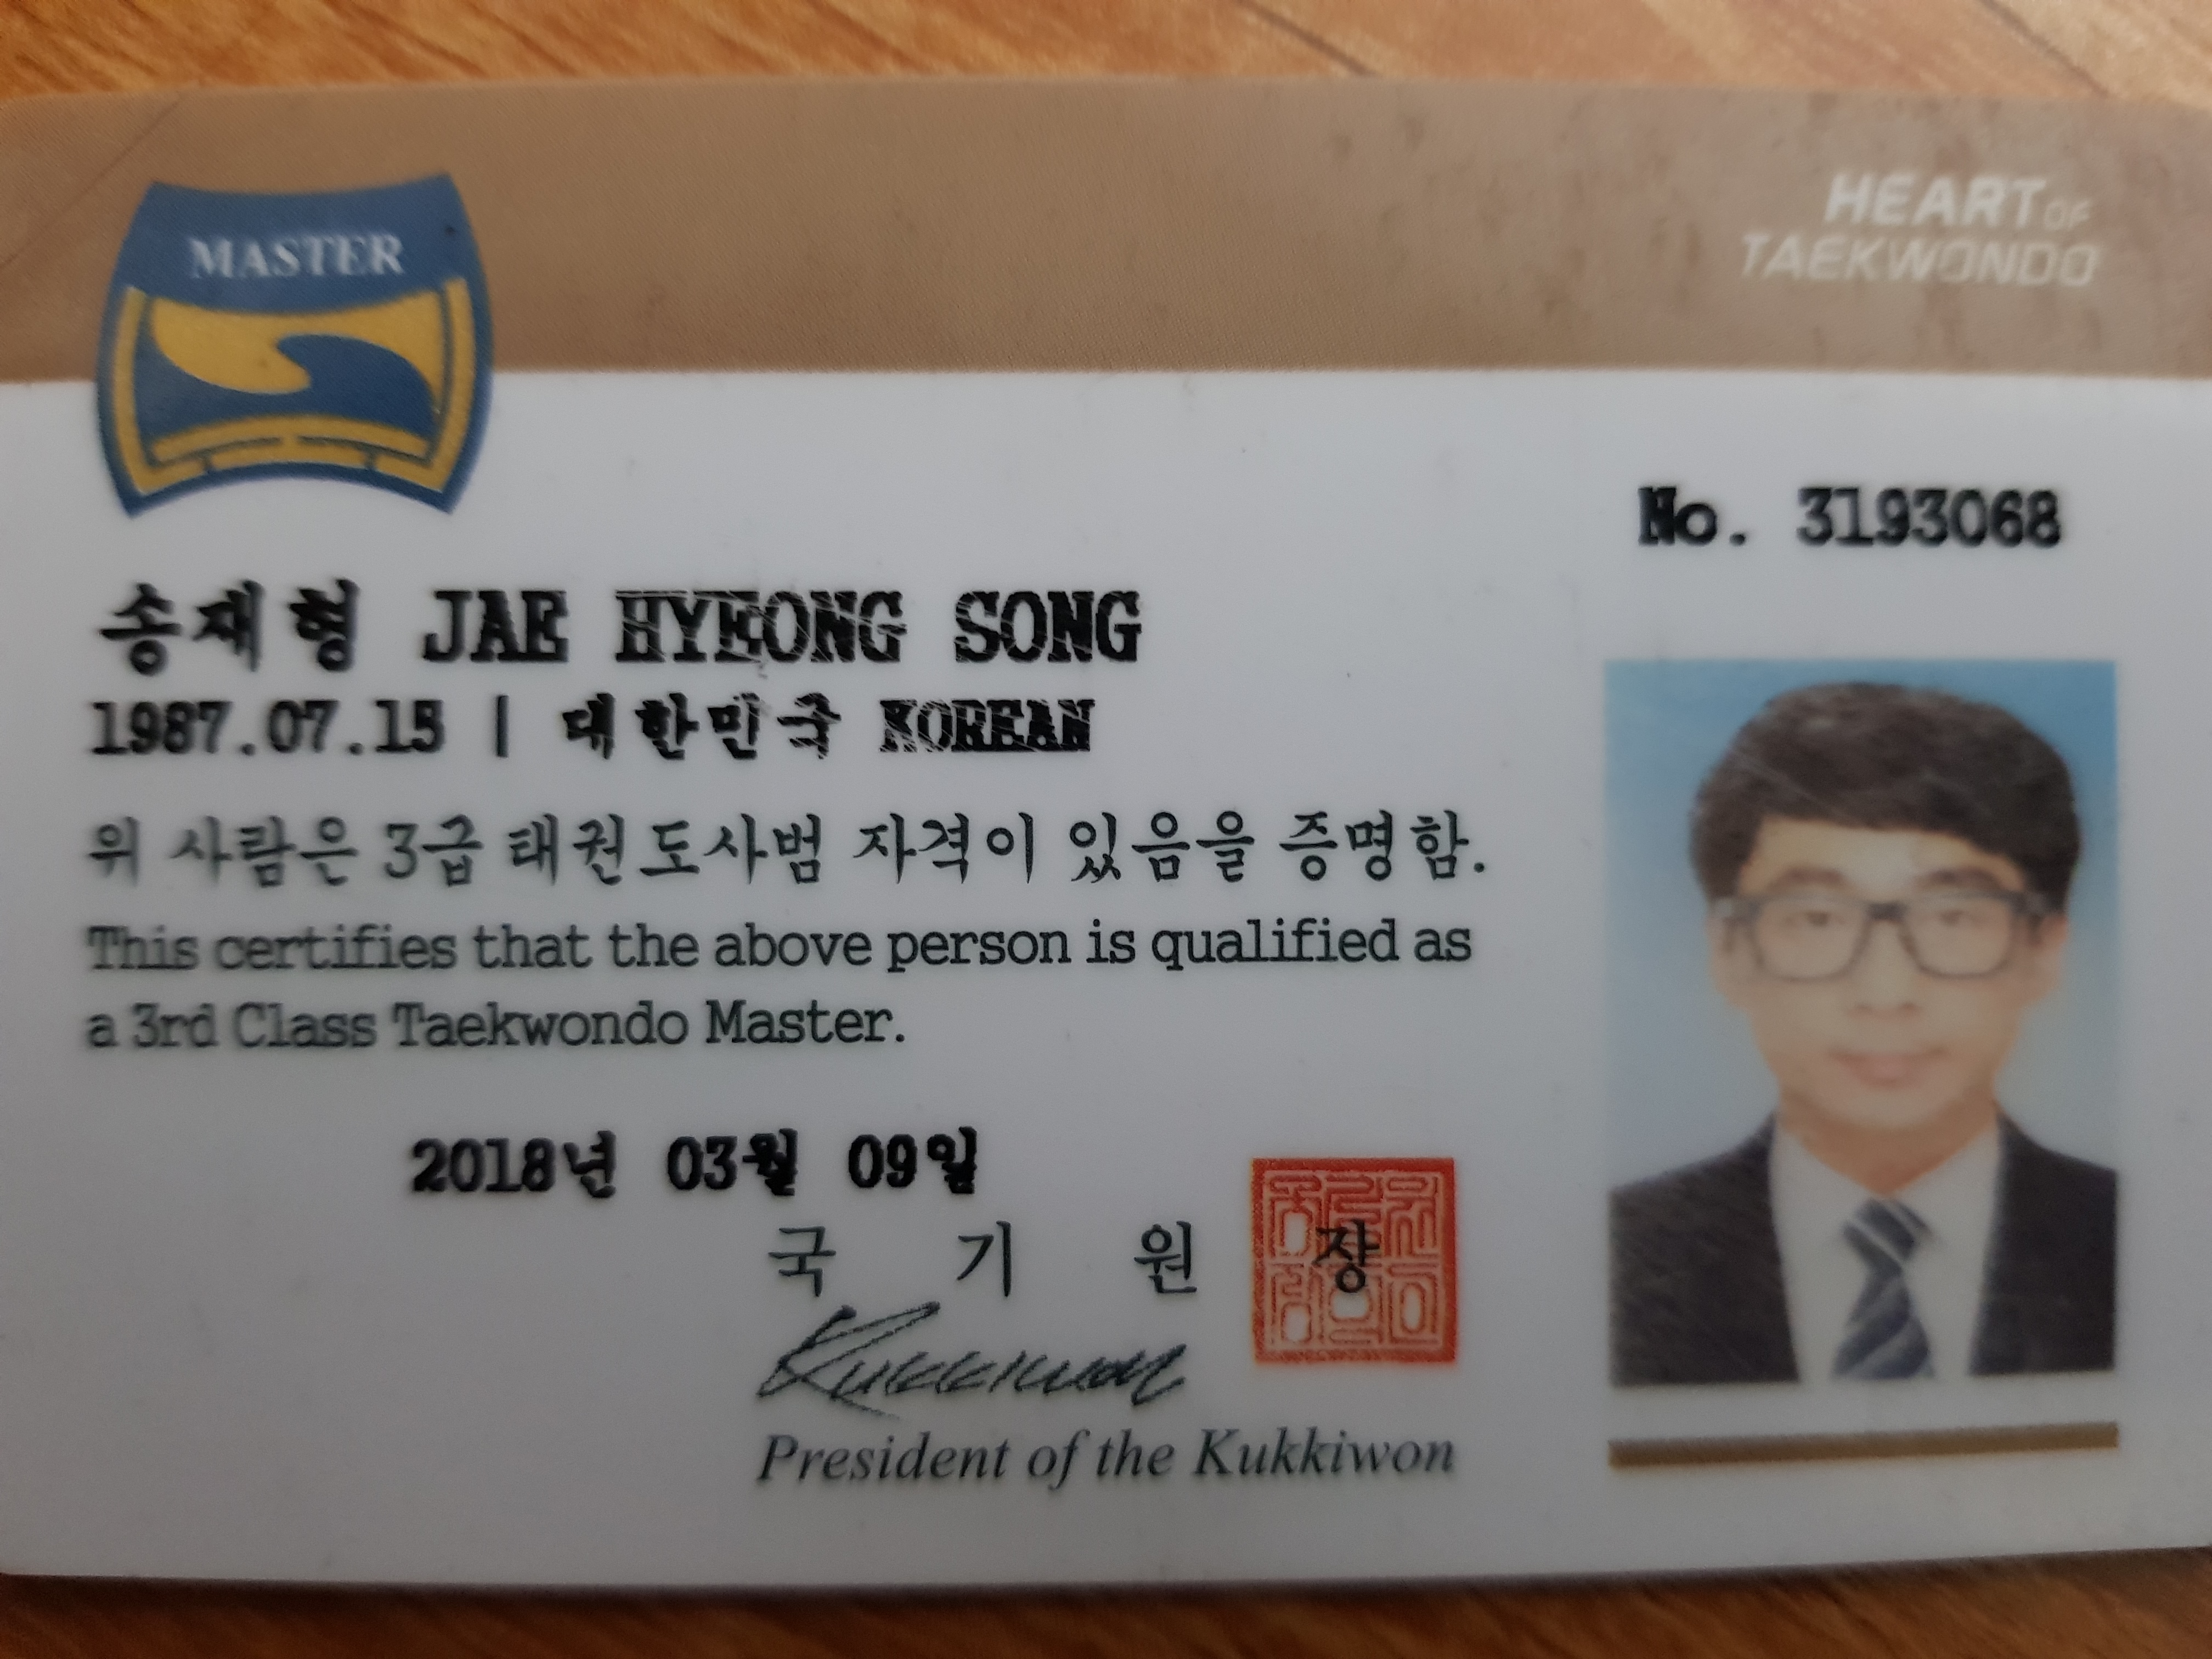 MASTER
HEART OF
TAEKWONDO
No. 3193068
송재형 JAE HYEONG SONG
1987.07.15 | 대한민국 KOREAN
위 사람은 3급 태권도사범 자격이 있음을 증명함.
This certifies that the above person is qualified as
a 3rd Class Taekwondo Master.
2018년 03월 09일
국 기 원 장
Kukkiwon
President of the Kukkiwon